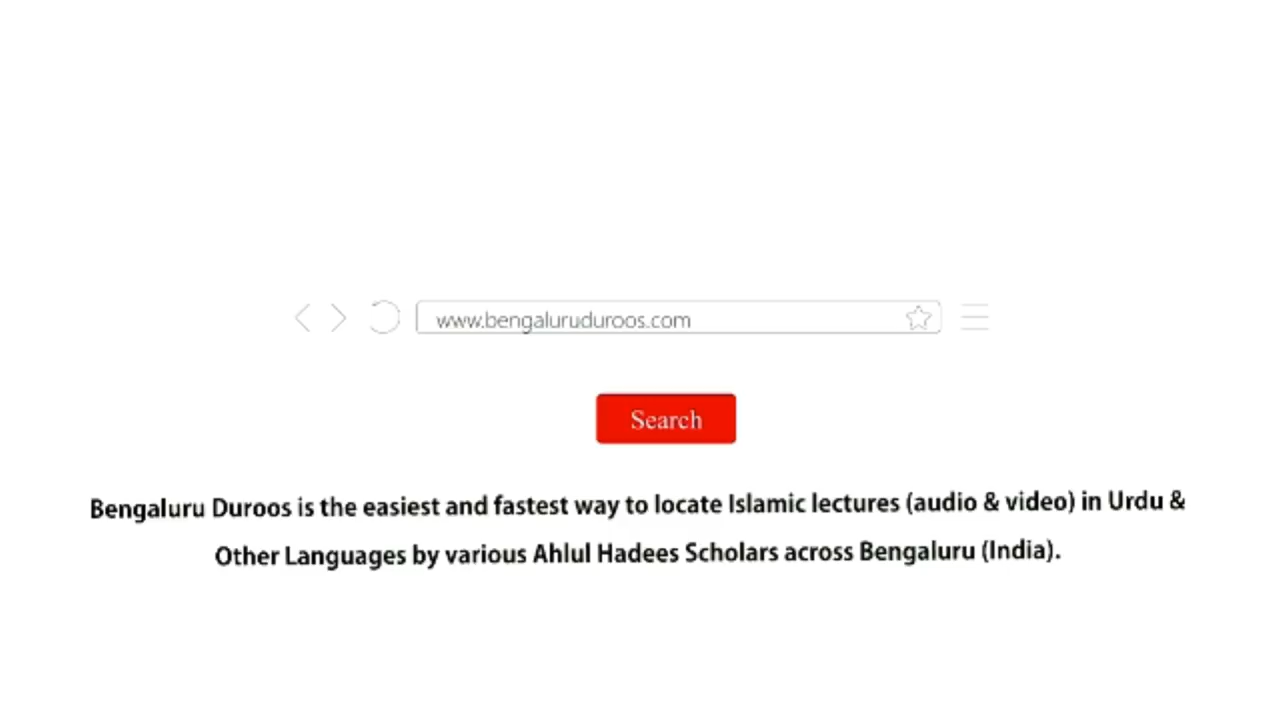 www.bengaluruduroos.com
Search
Bengaluru Duroos is the easiest and fastest way to locate Islamic lectures (audio & video) in Urdu &
Other Languages by various Ahlul Hadees Scholars across Bengaluru (India).